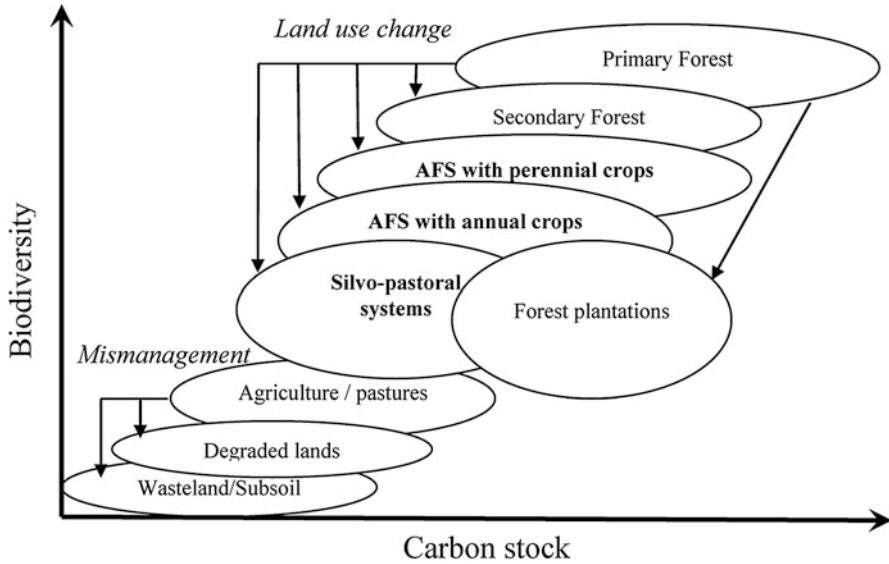 Land use change
Primary Forest
Secondary Forest
AFS with perennial crops
AFS with annual crops
Silvo-pastoral
systems
Forest plantations
Mismanagement
Agriculture / pastures
Degraded lands
Wasteland/Subsoil
Biodiversity
Carbon stock